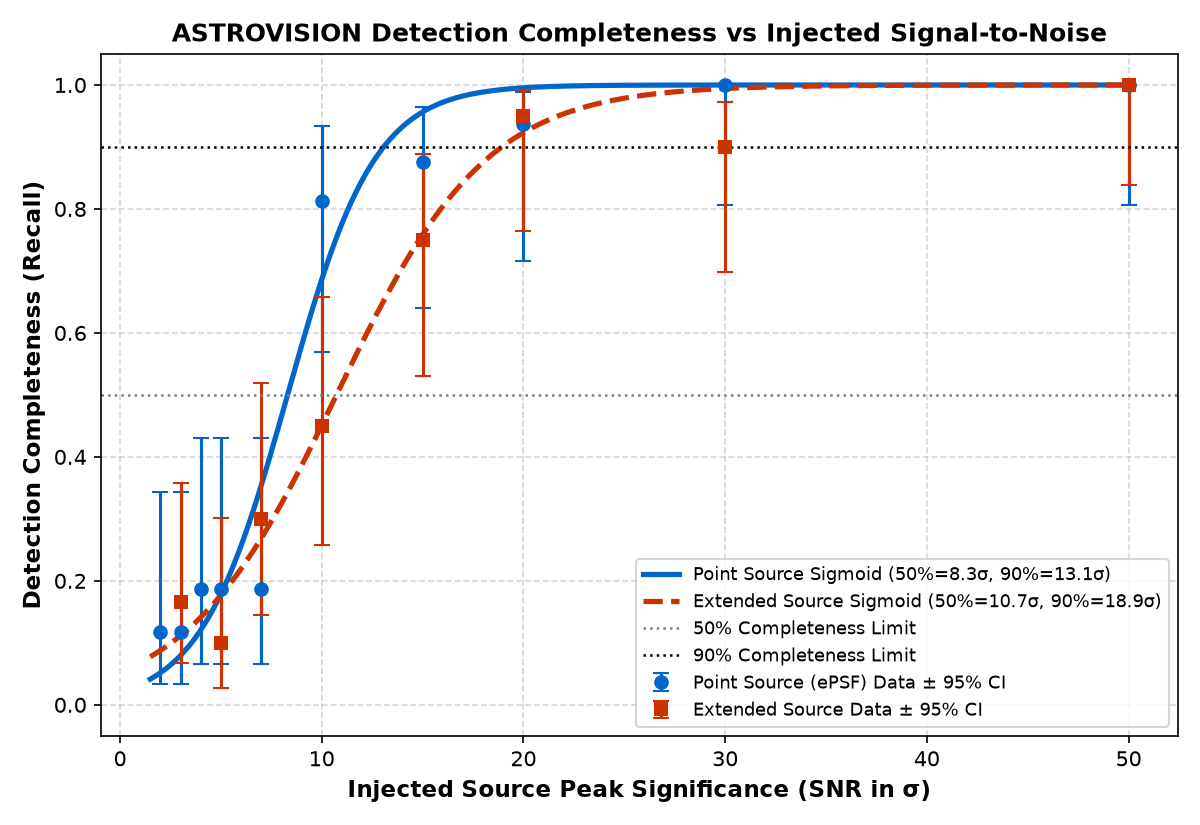 ASTROVISION Detection Completeness vs Injected Signal-to-Noise
Detection Completeness (Recall)
1.0
0.8
0.6
0.4
0.2
0.0
Point Source Sigmoid (50%=8.3σ, 90%=13.1σ)
Extended Source Sigmoid (50%=10.7σ, 90%=18.9σ)
50% Completeness Limit
90% Completeness Limit
Point Source (ePSF) Data ± 95% CI
Extended Source Data ± 95% CI
0 10 20 30 40 50
Injected Source Peak Significance (SNR in σ)